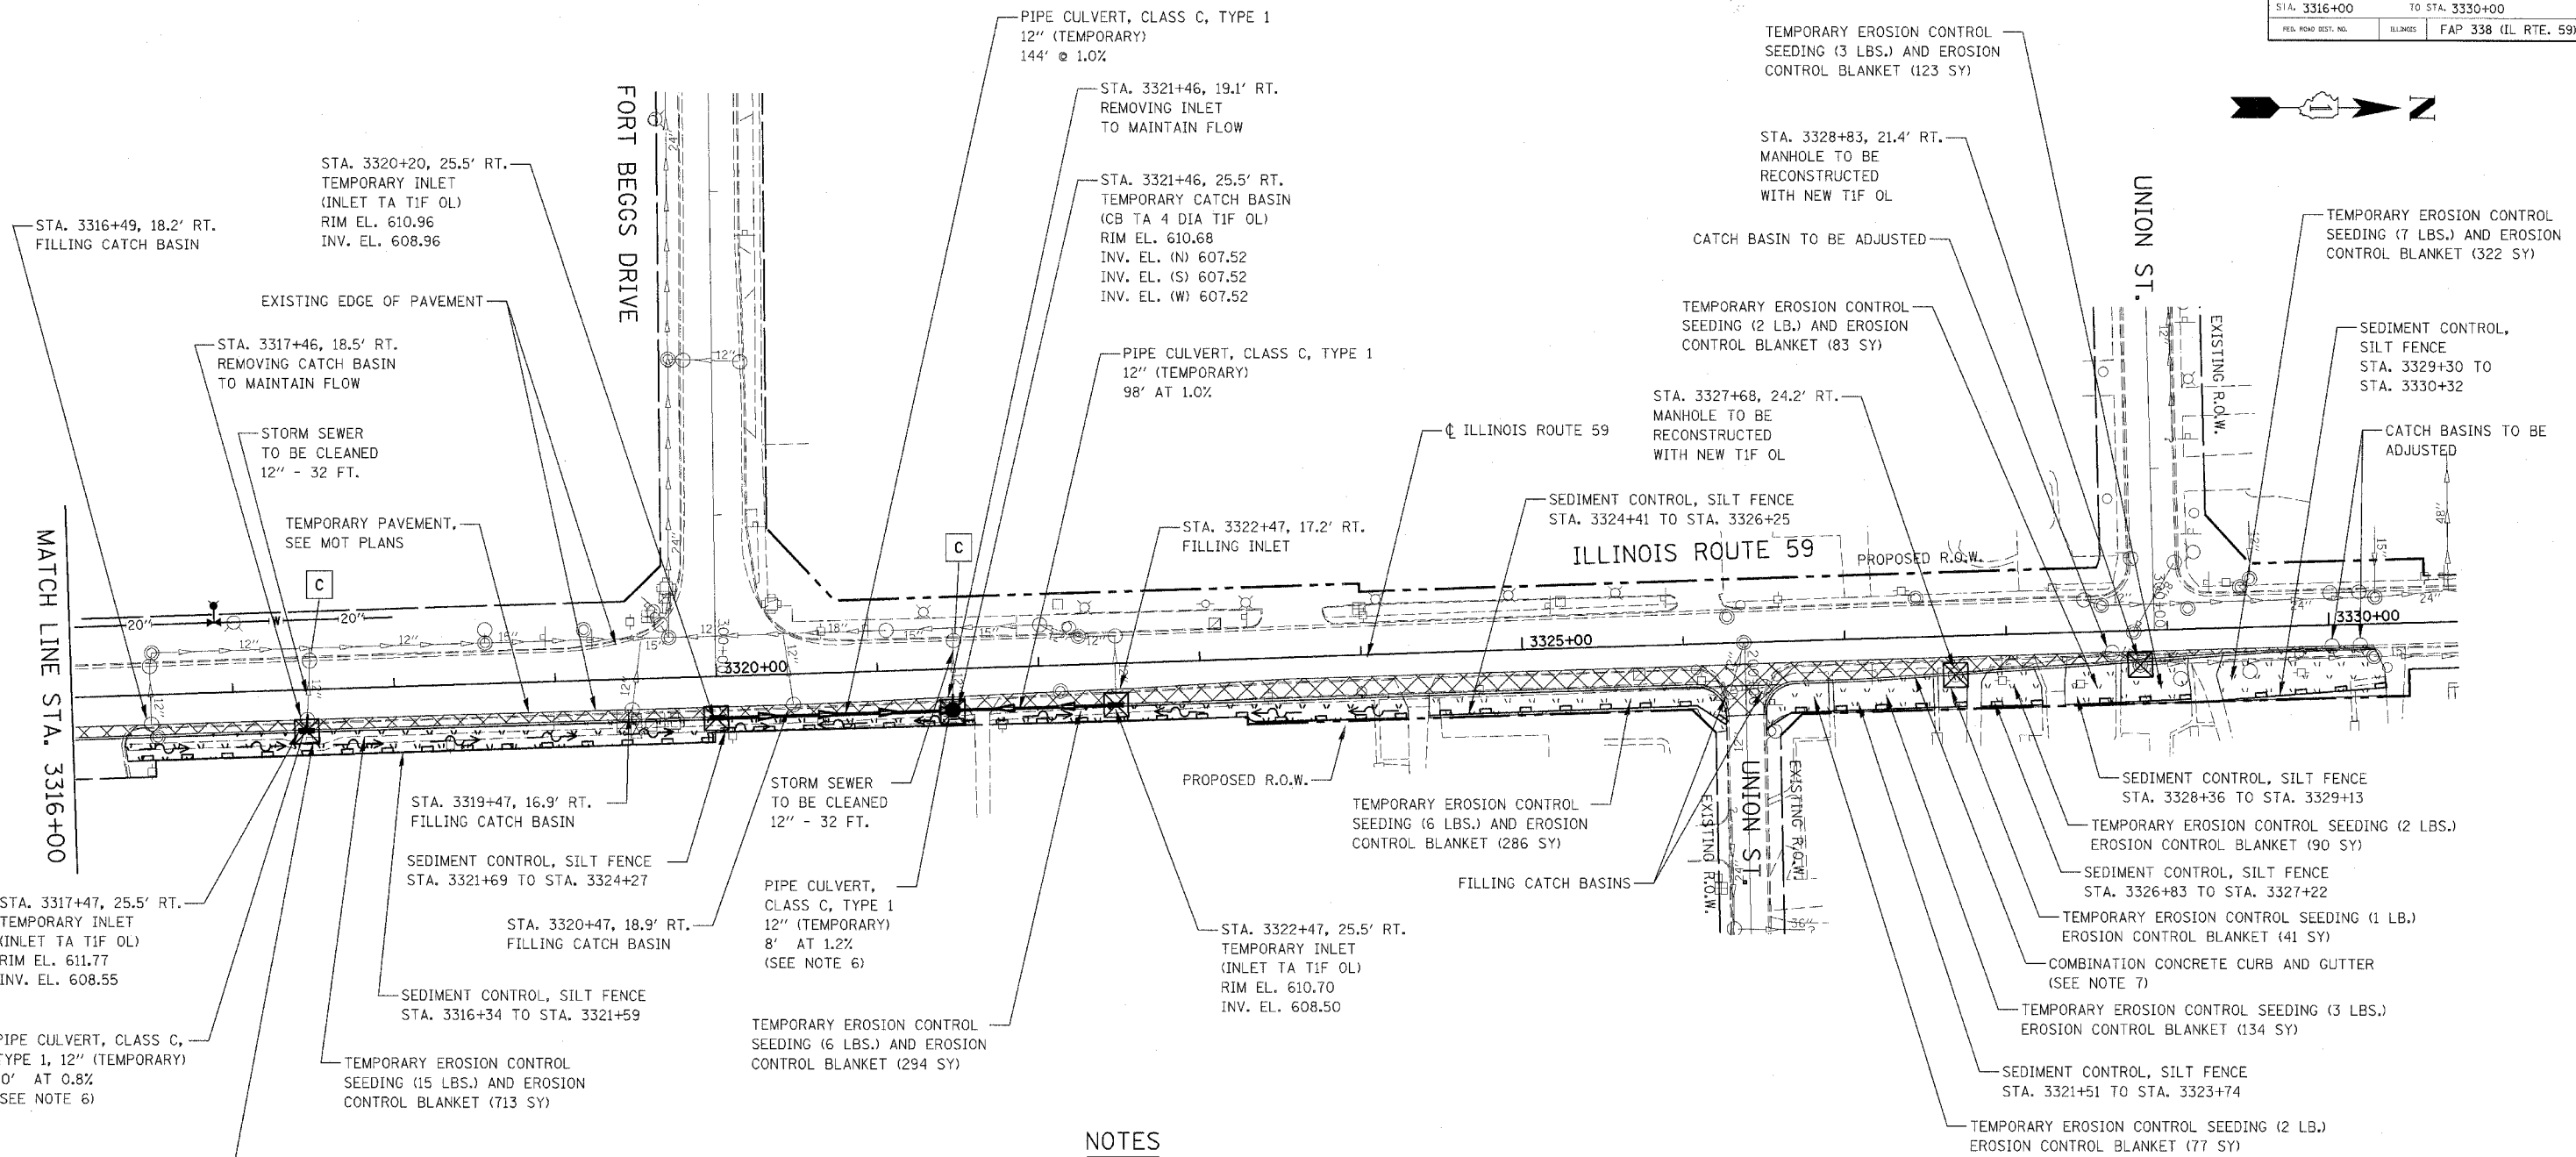 STA. 3316+00 TO STA. 3330+00
FED. ROAD DIST. NO. ILLINOIS FAP 338 (IL RTE. 59)
N
PIPE CULVERT, CLASS C, TYPE 1
12" (TEMPORARY)
144' @ 1.0%
STA. 3321+46, 19.1' RT.
REMOVING INLET
TO MAINTAIN FLOW
STA. 3321+46, 25.5' RT.
TEMPORARY CATCH BASIN
(CB TA 4 DIA T1F OL)
RIM EL. 610.68
INV. EL. (N) 607.52
INV. EL. (S) 607.52
INV. EL. (W) 607.52
PIPE CULVERT, CLASS C, TYPE 1
12" (TEMPORARY)
98' AT 1.0%
FORT BEGGS DRIVE
STA. 3320+20, 25.5' RT.
TEMPORARY INLET
(INLET TA T1F OL)
RIM EL. 610.96
INV. EL. 608.96
STA. 3316+49, 18.2' RT.
FILLING CATCH BASIN
EXISTING EDGE OF PAVEMENT
STA. 3317+46, 18.5' RT.
REMOVING CATCH BASIN
TO MAINTAIN FLOW
STORM SEWER
TO BE CLEANED
12" - 32 FT.
TEMPORARY PAVEMENT,
SEE MOT PLANS
TEMPORARY EROSION CONTROL
SEEDING (3 LBS.) AND EROSION
CONTROL BLANKET (123 SY)
STA. 3328+83, 21.4' RT.
MANHOLE TO BE
RECONSTRUCTED
WITH NEW T1F OL
CATCH BASIN TO BE ADJUSTED
TEMPORARY EROSION CONTROL
SEEDING (2 LB.) AND EROSION
CONTROL BLANKET (83 SY)
STA. 3327+68, 24.2' RT.
MANHOLE TO BE
RECONSTRUCTED
WITH NEW T1F OL
UNION ST.
EXISTING R.O.W.
TEMPORARY EROSION CONTROL
SEEDING (7 LBS.) AND EROSION
CONTROL BLANKET (322 SY)
SEDIMENT CONTROL,
SILT FENCE
STA. 3329+30 TO
STA. 3330+32
CATCH BASINS TO BE
ADJUSTED
℄ ILLINOIS ROUTE 59
SEDIMENT CONTROL, SILT FENCE
STA. 3324+41 TO STA. 3326+25
STA. 3322+47, 17.2' RT.
FILLING INLET
ILLINOIS ROUTE 59
PROPOSED R.O.W.
C
C
MATCH LINE STA. 3316+00
3320+00
3325+00
3330+00
STA. 3319+47, 16.9' RT.
FILLING CATCH BASIN
SEDIMENT CONTROL, SILT FENCE
STA. 3321+69 TO STA. 3324+27
STA. 3320+47, 18.9' RT.
FILLING CATCH BASIN
SEDIMENT CONTROL, SILT FENCE
STA. 3316+34 TO STA. 3321+59
TEMPORARY EROSION CONTROL
SEEDING (15 LBS.) AND EROSION
CONTROL BLANKET (713 SY)
STA. 3317+47, 25.5' RT.
TEMPORARY INLET
(INLET TA T1F OL)
RIM EL. 611.77
INV. EL. 608.55
PIPE CULVERT, CLASS C,
TYPE 1, 12" (TEMPORARY)
0' AT 0.8%
SEE NOTE 6)
STORM SEWER
TO BE CLEANED
12" - 32 FT.
PIPE CULVERT,
CLASS C, TYPE 1
12" (TEMPORARY)
8' AT 1.2%
(SEE NOTE 6)
TEMPORARY EROSION CONTROL
SEEDING (6 LBS.) AND EROSION
CONTROL BLANKET (294 SY)
STA. 3322+47, 25.5' RT.
TEMPORARY INLET
(INLET TA T1F OL)
RIM EL. 610.70
INV. EL. 608.50
PROPOSED R.O.W.
TEMPORARY EROSION CONTROL
SEEDING (6 LBS.) AND EROSION
CONTROL BLANKET (286 SY)
FILLING CATCH BASINS
EXISTING R.O.W.
UNION ST.
EXISTING R.O.W.
SEDIMENT CONTROL, SILT FENCE
STA. 3328+36 TO STA. 3329+13
TEMPORARY EROSION CONTROL SEEDING (2 LBS.)
EROSION CONTROL BLANKET (90 SY)
SEDIMENT CONTROL, SILT FENCE
STA. 3326+83 TO STA. 3327+22
TEMPORARY EROSION CONTROL SEEDING (1 LB.)
EROSION CONTROL BLANKET (41 SY)
COMBINATION CONCRETE CURB AND GUTTER
(SEE NOTE 7)
TEMPORARY EROSION CONTROL SEEDING (3 LBS.)
EROSION CONTROL BLANKET (134 SY)
SEDIMENT CONTROL, SILT FENCE
STA. 3321+51 TO STA. 3323+74
TEMPORARY EROSION CONTROL SEEDING (2 LB.)
EROSION CONTROL BLANKET (77 SY)
NOTES